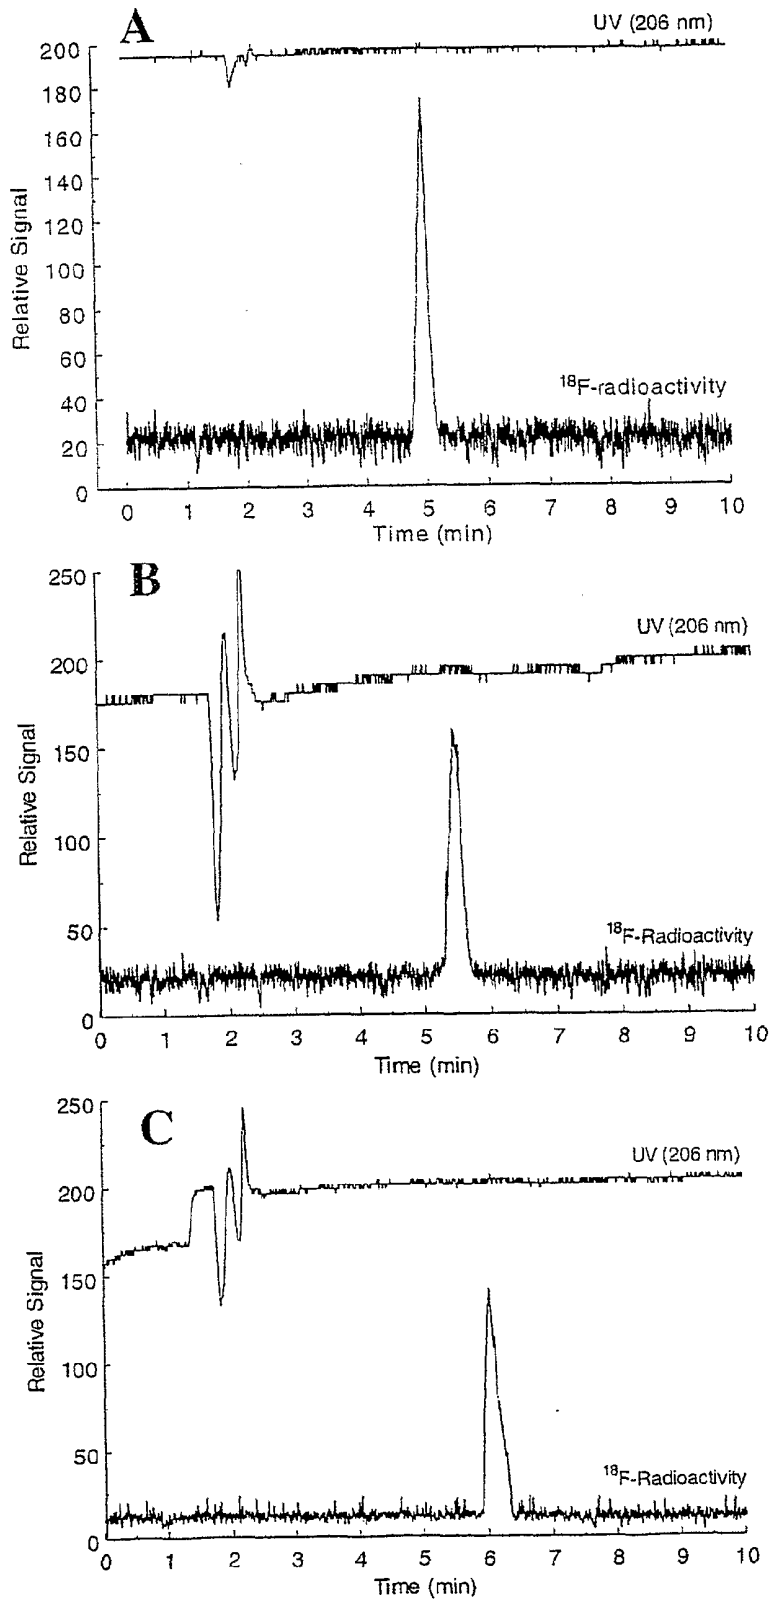 A
UV (206 nm)
200
180
160
140
120
100
80
60
40
20
0
Relative Signal
¹⁸F-radioactivity
0 1 2 3 4 5 6 7 8 9 10
Time (min)
B
UV (206 nm)
250
200
150
100
50
0
Relative Signal
¹⁸F-Radioactivity
0 1 2 3 4 5 6 7 8 9 10
Time (min)
C
UV (206 nm)
250
200
150
100
50
0
Relative Signal
¹⁸F-Radioactivity
0 1 2 3 4 5 6 7 8 9 10
Time (min)